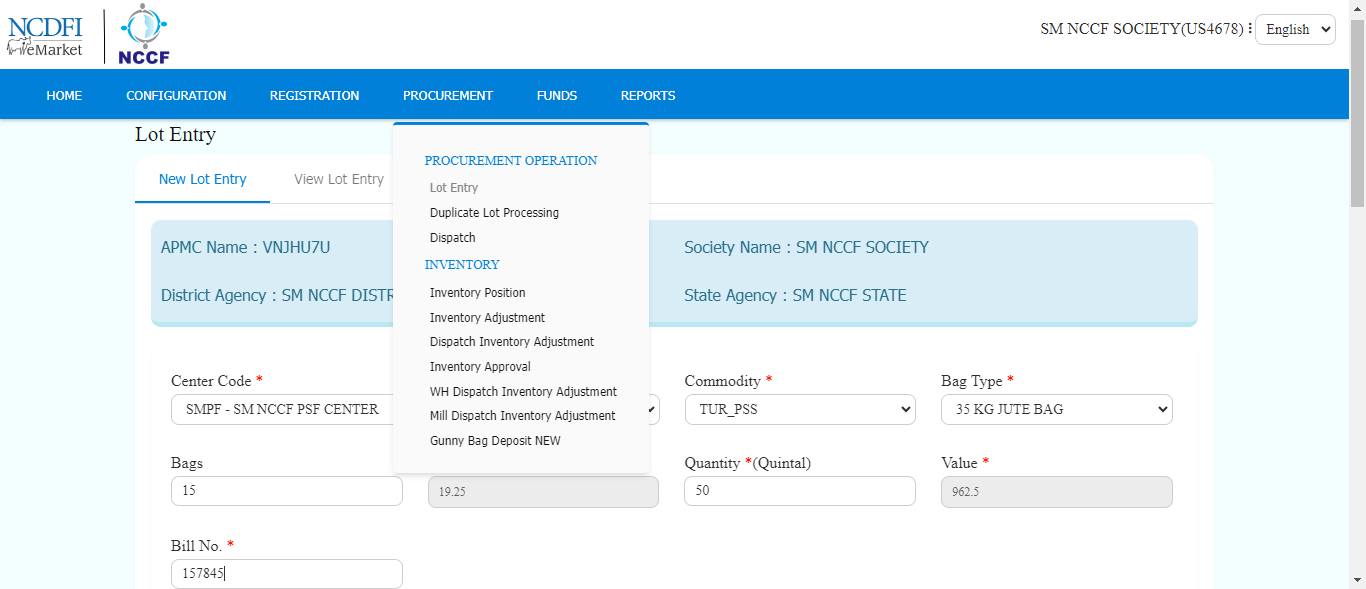 NCDFI
eMarket
NCCF
SM NCCF SOCIETY(US4678)
English
HOME CONFIGURATION REGISTRATION PROCUREMENT FUNDS REPORTS
Lot Entry
New Lot Entry View Lot Entry
PROCUREMENT OPERATION
Lot Entry
Duplicate Lot Processing
Dispatch
INVENTORY
Inventory Position
Inventory Adjustment
Dispatch Inventory Adjustment
Inventory Approval
WH Dispatch Inventory Adjustment
Mill Dispatch Inventory Adjustment
Gunny Bag Deposit NEW
APMC Name : VNJHU7U
Society Name : SM NCCF SOCIETY
District Agency : SM NCCF DISTR
State Agency : SM NCCF STATE
Center Code * Commodity * Bag Type *
SMPF - SM NCCF PSF CENTER TUR_PSS 35 KG JUTE BAG
Bags Quantity *(Quintal) Value *
15 19.25 50 962.5
Bill No. *
157845